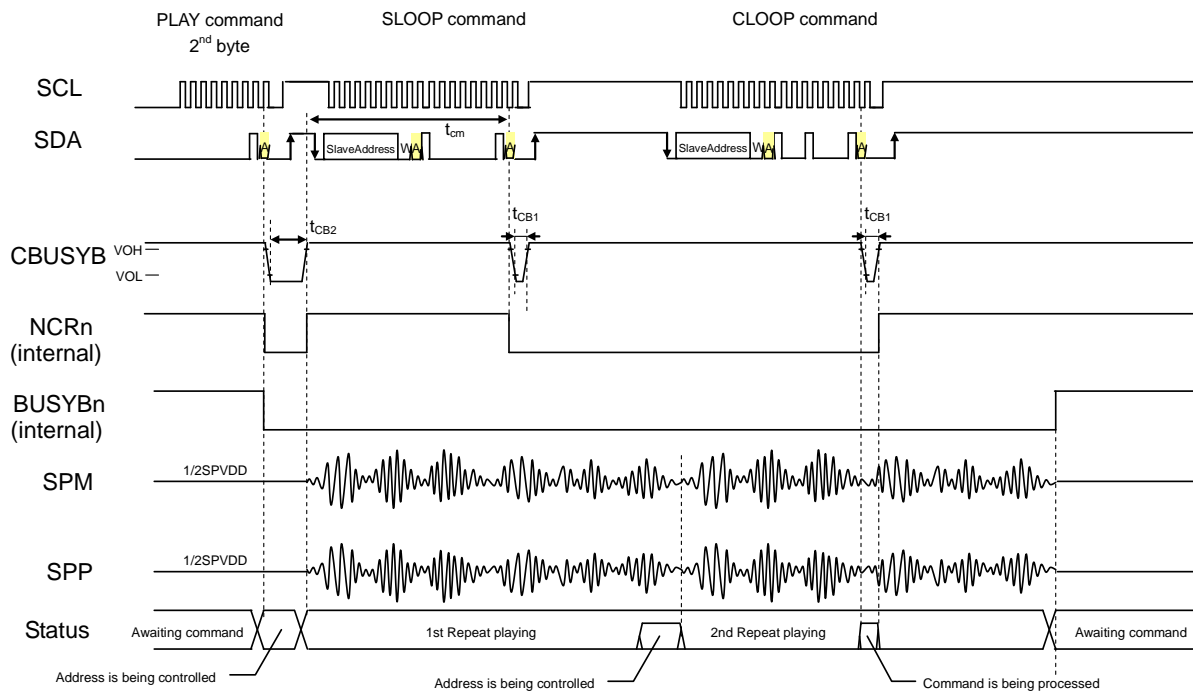 PLAY command
2nd byte
SLOOP command
CLOOP command
SCL
SDA
tcm
A
SlaveAddress
W
A
A
SlaveAddress
W
A
A
CBUSYB
VOH
VOL
tCB2
tCB1
tCB1
NCRn
(internal)
BUSYBn
(internal)
SPM
1/2SPVDD
SPP
1/2SPVDD
Status
Awaiting command
1st Repeat playing
2nd Repeat playing
Awaiting command
Address is being controlled
Address is being controlled
Command is being processed